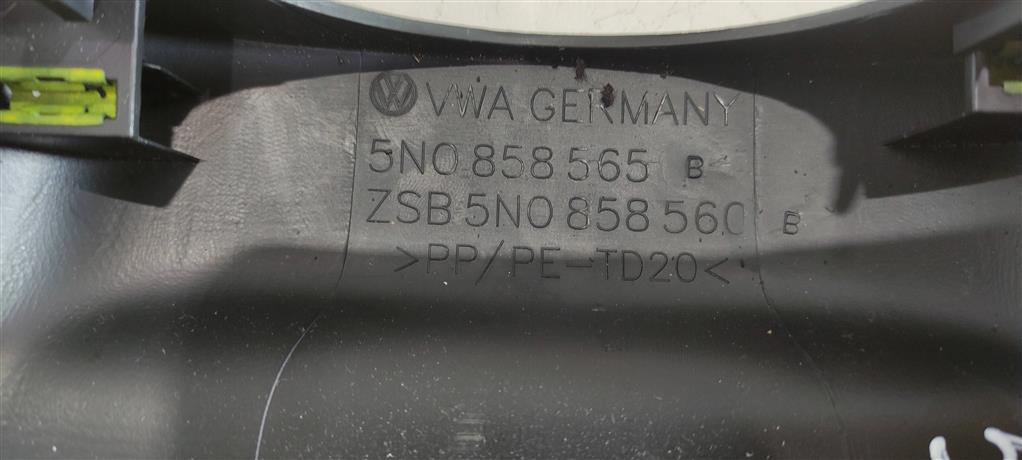 VWA GERMANY
5N0 858 565 B
ZSB 5N0 858 560 B
>PP/PE-TD20<